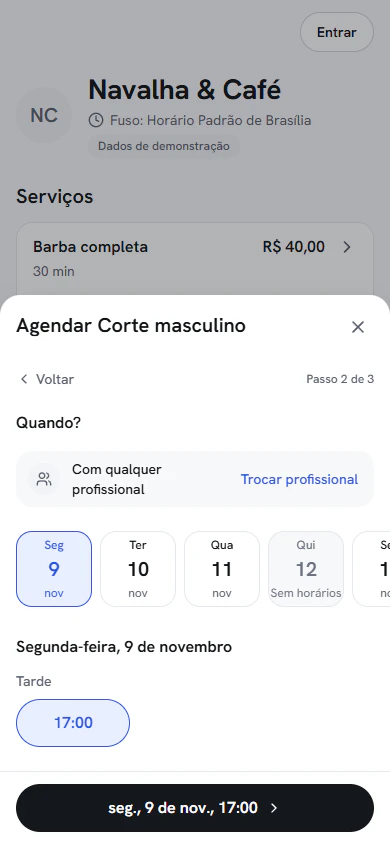 Entrar
NC
Navalha & Café
Fuso: Horário Padrão de Brasília
Dados de demonstração
Serviços
Barba completa
R$ 40,00
30 min
Agendar Corte masculino
Voltar
Passo 2 de 3
Quando?
Com qualquer
profissional
Trocar profissional
Seg
9
nov
Ter
10
nov
Qua
11
nov
Qui
12
Sem horários
Segunda-feira, 9 de novembro
Tarde
17:00
seg., 9 de nov., 17:00